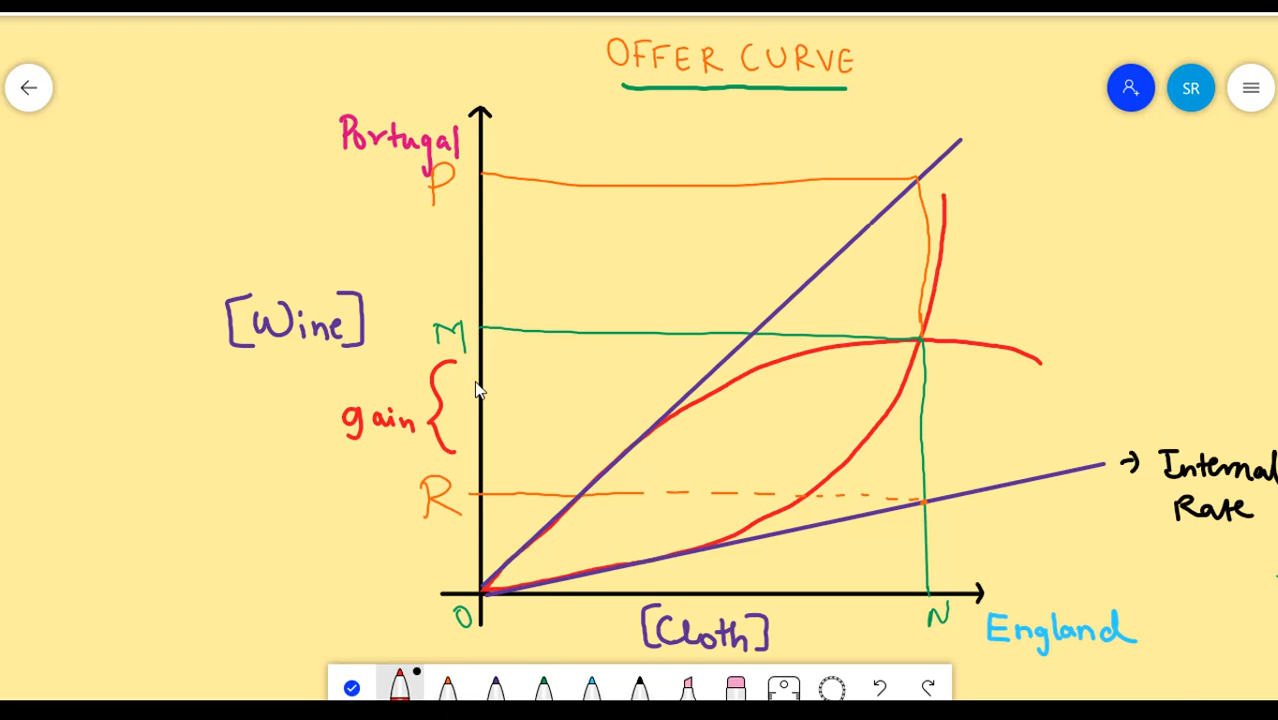 OFFER CURVE
SR
Portugal
P
[Wine]
M
gain
R
→ Internal
Rate
O
[Cloth]
N
England